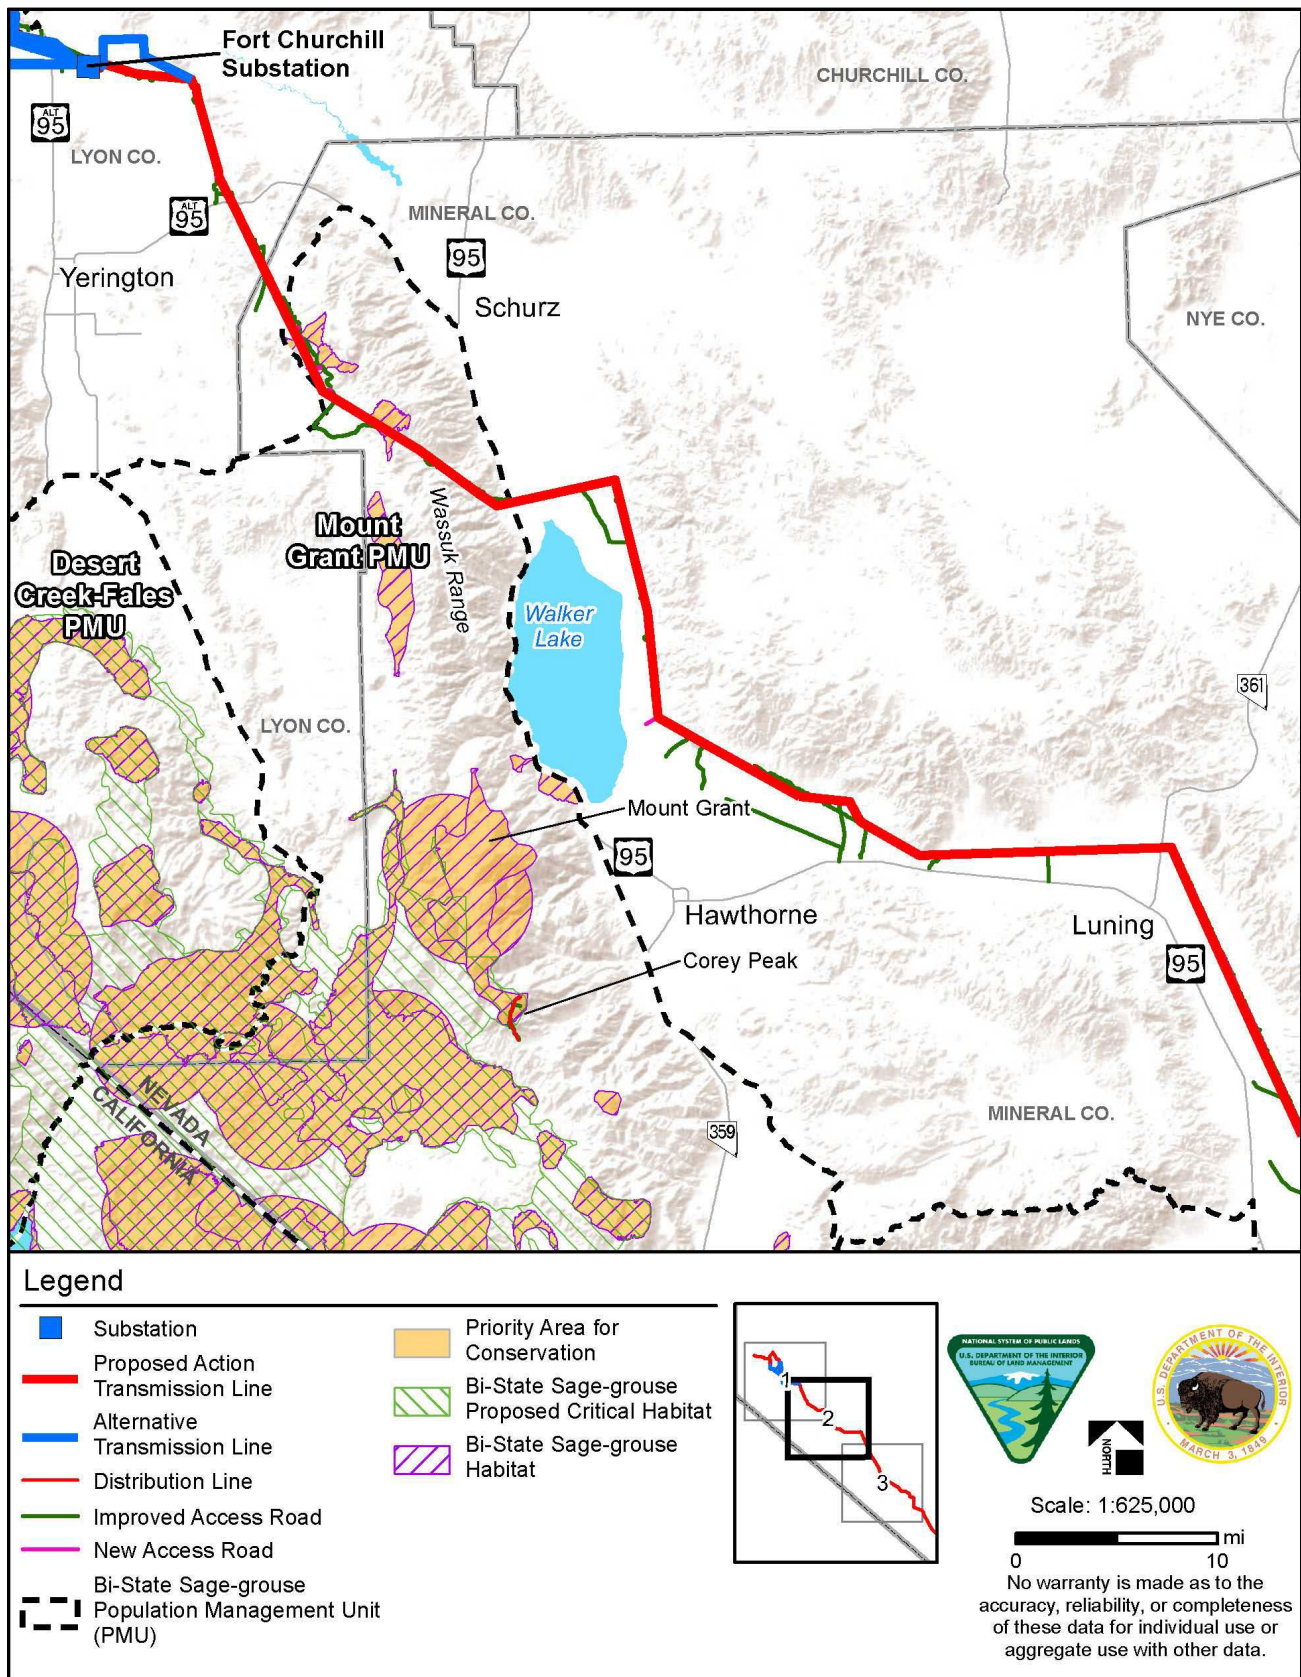 Fort Churchill
Substation
CHURCHILL CO.
ALT
95
LYON CO.
ALT
95
MINERAL CO.
95
Yerington
Schurz
NYE CO.
Mount
Grant PMU
Wassuk Range
Desert
Creek-Fales
PMU
Walker
Lake
361
LYON CO.
Mount Grant
95
Hawthorne
Luning
Corey Peak
95
NEVADA
CALIFORNIA
359
MINERAL CO.
Legend
Substation
Proposed Action
Transmission Line
Alternative
Transmission Line
Distribution Line
Improved Access Road
New Access Road
Bi-State Sage-grouse
Population Management Unit
(PMU)
Priority Area for
Conservation
Bi-State Sage-grouse
Proposed Critical Habitat
Bi-State Sage-grouse
Habitat
1
2
3
NATIONAL SYSTEM OF PUBLIC LANDS
U.S. DEPARTMENT OF THE INTERIOR
BUREAU OF LAND MANAGEMENT
NORTH
U.S. DEPARTMENT OF THE INTERIOR
MARCH 3, 1849
Scale: 1:625,000
mi
0 10
No warranty is made as to the
accuracy, reliability, or completeness
of these data for individual use or
aggregate use with other data.